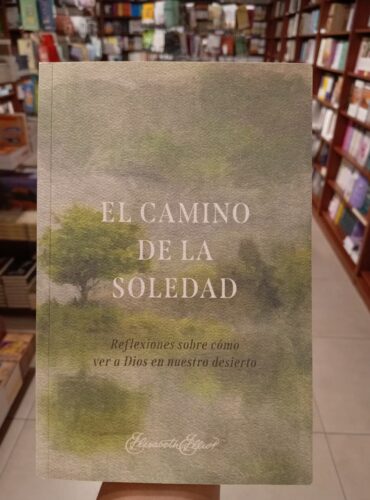 EL CAMINO
DE LA
SOLEDAD
Reflexiones sobre cómo
ver a Dios en nuestro desierto
Elisabeth Elliot